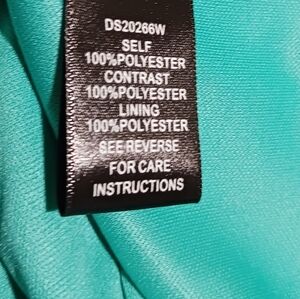 DS20266W
SELF
100%POLYESTER
CONTRAST
100%POLYESTER
LINING
100%POLYESTER
SEE REVERSE
FOR CARE
INSTRUCTIONS